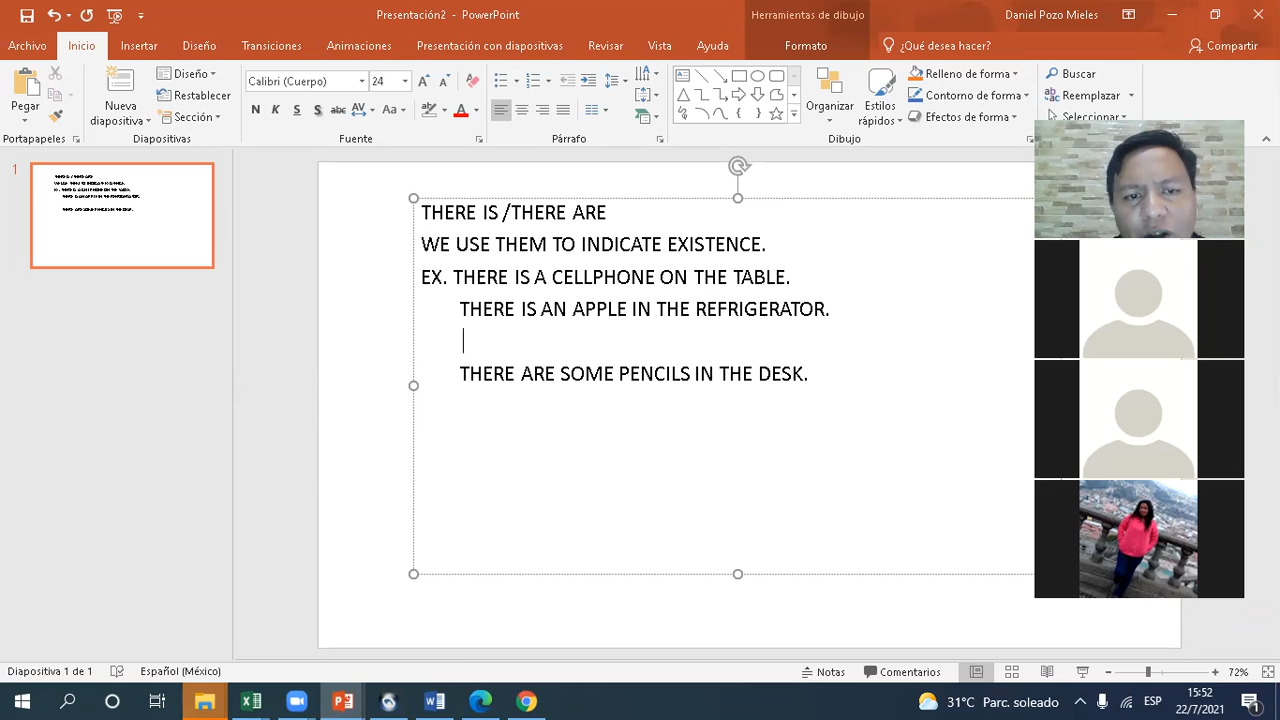 Presentación2 - PowerPoint
Herramientas de dibujo
Daniel Pozo Mieles
Archivo Inicio Insertar Diseño Transiciones Animaciones Presentación con diapositivas Revisar Vista Ayuda Formato ¿Qué desea hacer? Compartir
Pegar
Nueva diapositiva
Diseño
Restablecer
Sección
Calibri (Cuerpo) 24
N K S S abc AV Aa A
Organizar
Estilos rápidos
Relleno de forma
Contorno de forma
Efectos de forma
Buscar
Reemplazar
Seleccionar
Portapapeles Diapositivas Fuente Párrafo Dibujo
1
THERE IS /THERE ARE
WE USE THEM TO INDICATE EXISTENCE.
EX. THERE IS A CELLPHONE ON THE TABLE.
THERE IS AN APPLE IN THE REFRIGERATOR.
THERE ARE SOME PENCILS IN THE DESK.
Diapositiva 1 de 1 Español (México) Notas Comentarios 72%
31°C Parc. soleado ESP 15:52
22/7/2021